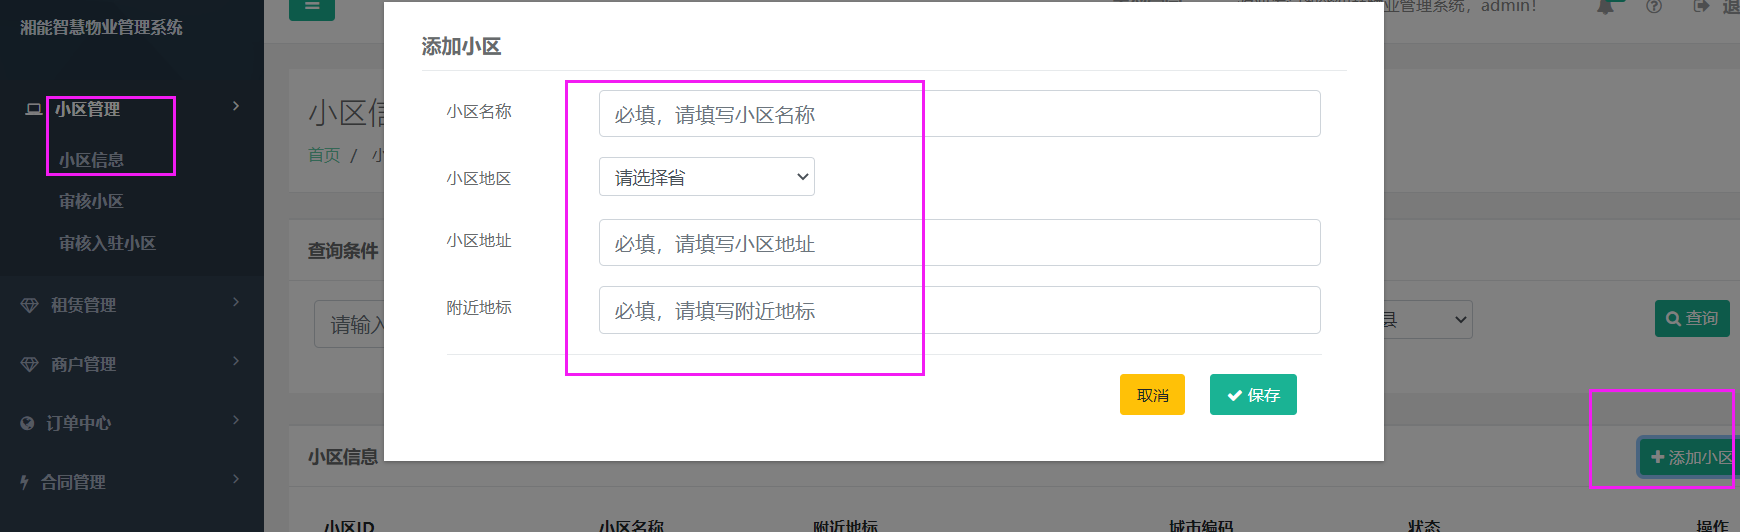 湘能智慧物业管理系统
业管理系统，admin!
退
小区管理
小区信息
审核小区
审核入驻小区
租赁管理
商户管理
订单中心
合同管理
小区信
首页 / 小
添加小区
小区名称 必填，请填写小区名称
小区地区 请选择省
小区地址 必填，请填写小区地址
附近地标 必填，请填写附近地标
取消 保存
查询条件
请输入 县 查询
小区信息 添加小区
小区ID 小区名称 附近地标 城市编码 状态 操作